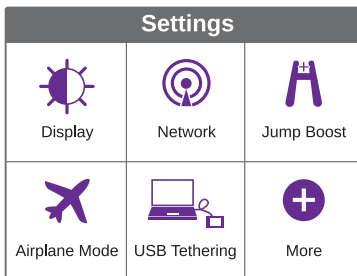 Settings
Display
Network
Jump Boost
Airplane Mode
USB Tethering
More